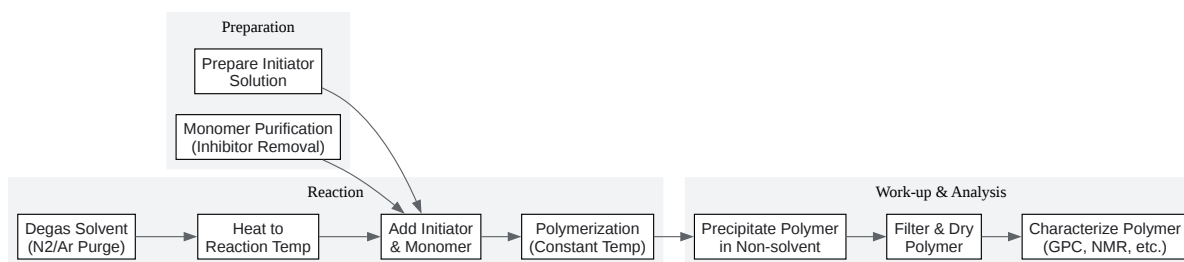 Preparation
Prepare Initiator
Solution
Monomer Purification
(Inhibitor Removal)
Reaction
Degas Solvent
(N2/Ar Purge)
Heat to
Reaction Temp
Add Initiator
& Monomer
Polymerization
(Constant Temp)
Work-up & Analysis
Precipitate Polymer
in Non-solvent
Filter & Dry
Polymer
Characterize Polymer
(GPC, NMR, etc.)